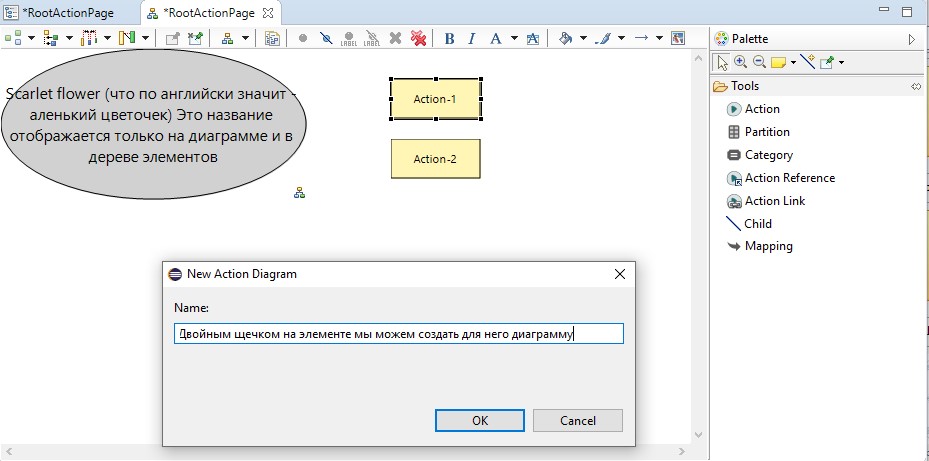 *RootActionPage
*RootActionPage
LABEL
LABEL
B I A A
Scarlet flower (что по английски значит -
аленький цветочек) Это название
отображается только на диаграмме и в
дереве элементов
Action-1
Action-2
New Action Diagram
Name:
Двойным щечком на элементе мы можем создать для него диаграмму
OK
Cancel
Palette
Tools
Action
Partition
Category
Action Reference
Action Link
Child
Mapping